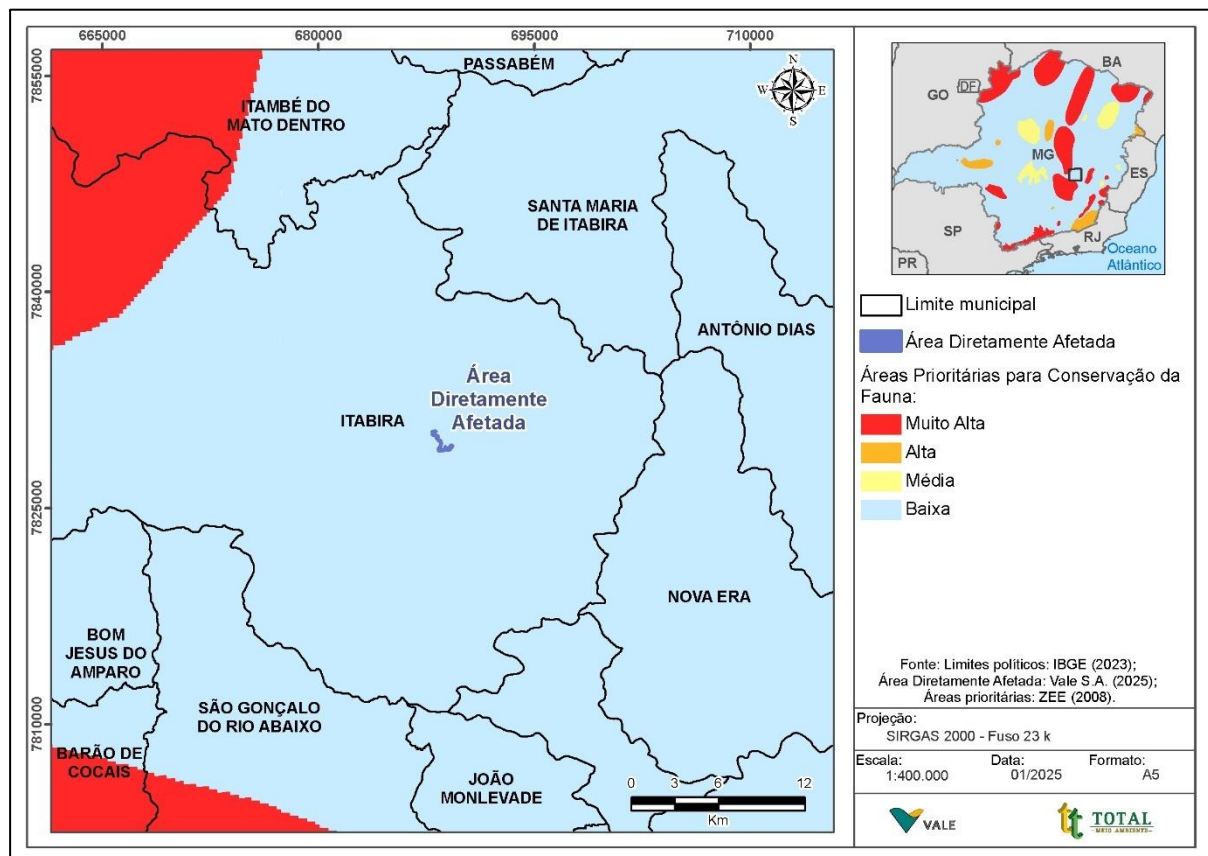 665000
680000
695000
710000
7855000
7840000
7825000
7810000
PASSABÉM
N
W
E
S
ITAMBÉ DO
MATO DENTRO
SANTA MARIA
DE ITABIRA
ANTÔNIO DIAS
Área
Diretamente
Afetada
ITABIRA
NOVA ERA
BOM
JESUS DO
AMPARO
SÃO GONÇALO
DO RIO ABAIXO
BARÃO DE
COCAIS
JOÃO
MONLEVADE
0 3 6 12
Km
BA
GO
DF
MG
ES
SP
RJ
PR
Oceano
Atlântico
Limite municipal
Área Diretamente Afetada
Áreas Prioritárias para Conservação da
Fauna:
Muito Alta
Alta
Média
Baixa
Fonte: Limites políticos: IBGE (2023);
Área Diretamente Afetada: Vale S.A. (2025);
Áreas prioritárias: ZEE (2008).
Projeção:
SIRGAS 2000 - Fuso 23 k
Escala: Data: Formato:
1:400.000 01/2025 A5
VALE
tt TOTAL
MEIO AMBIENTE